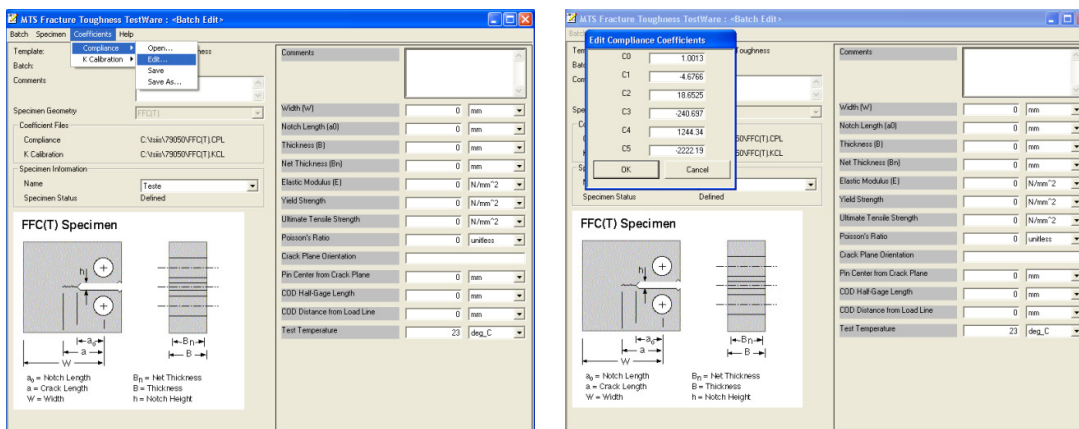 MTS Fracture Toughness TestWare : <Batch Edit>
Batch Specimen Coefficients Help
Template:
Batch:
Comments
Compliance
K Calibration
Open...
Edit...
Save
Save As...
Specimen Geometry FFC(T)
Coefficient Files
Compliance C:\tsiis\79050\FFC(T).CPL
K Calibration C:\tsiis\79050\FFC(T).KCL
Specimen Information
Name Teste
Specimen Status Defined
FFC(T) Specimen
h
a₀ Bn
a B
W
a₀ = Notch Length Bn = Net Thickness
a = Crack Length B = Thickness
W = Width h = Notch Height
Comments
Width (W) 0 mm
Notch Length (a0) 0 mm
Thickness (B) 0 mm
Net Thickness (Bn) 0 mm
Elastic Modulus (E) 0 N/mm^2
Yield Strength 0 N/mm^2
Ultimate Tensile Strength 0 N/mm^2
Poisson's Ratio 0 unitless
Crack Plane Orientation
Pin Center from Crack Plane 0 mm
COD Half-Gage Length 0 mm
COD Distance from Load Line 0 mm
Test Temperature 23 deg_C
MTS Fracture Toughness TestWare : <Batch Edit>
Edit Compliance Coefficients
C0 1.0013
C1 -4.6766
C2 18.6525
C3 -240.697
C4 1244.34
C5 -2222.19
OK Cancel
Specimen Status Defined
FFC(T) Specimen
h
a₀ Bn
a B
W
a₀ = Notch Length Bn = Net Thickness
a = Crack Length B = Thickness
W = Width h = Notch Height
Comments
Width (W) 0 mm
Notch Length (a0) 0 mm
Thickness (B) 0 mm
Net Thickness (Bn) 0 mm
Elastic Modulus (E) 0 N/mm^2
Yield Strength 0 N/mm^2
Ultimate Tensile Strength 0 N/mm^2
Poisson's Ratio 0 unitless
Crack Plane Orientation
Pin Center from Crack Plane 0 mm
COD Half-Gage Length 0 mm
COD Distance from Load Line 0 mm
Test Temperature 23 deg_C